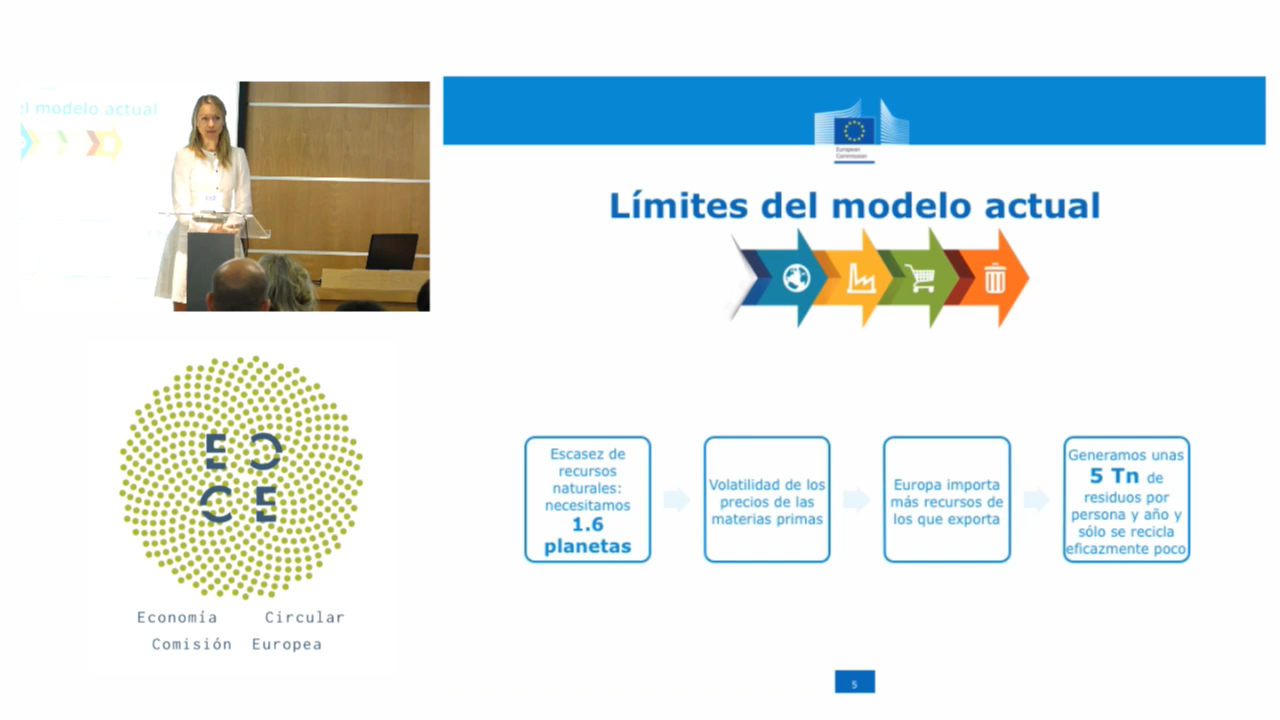 el modelo actual
European
Commission
Límites del modelo actual
Escasez de
recursos
naturales:
necesitamos
1.6
planetas
Volatilidad de los
precios de las
materias primas
Europa importa
más recursos de
los que exporta
Generamos unas
5 Tn de
residuos por
persona y año y
sólo se recicla
eficazmente poco
E C
C E
Economía Circular
Comisión Europea
5